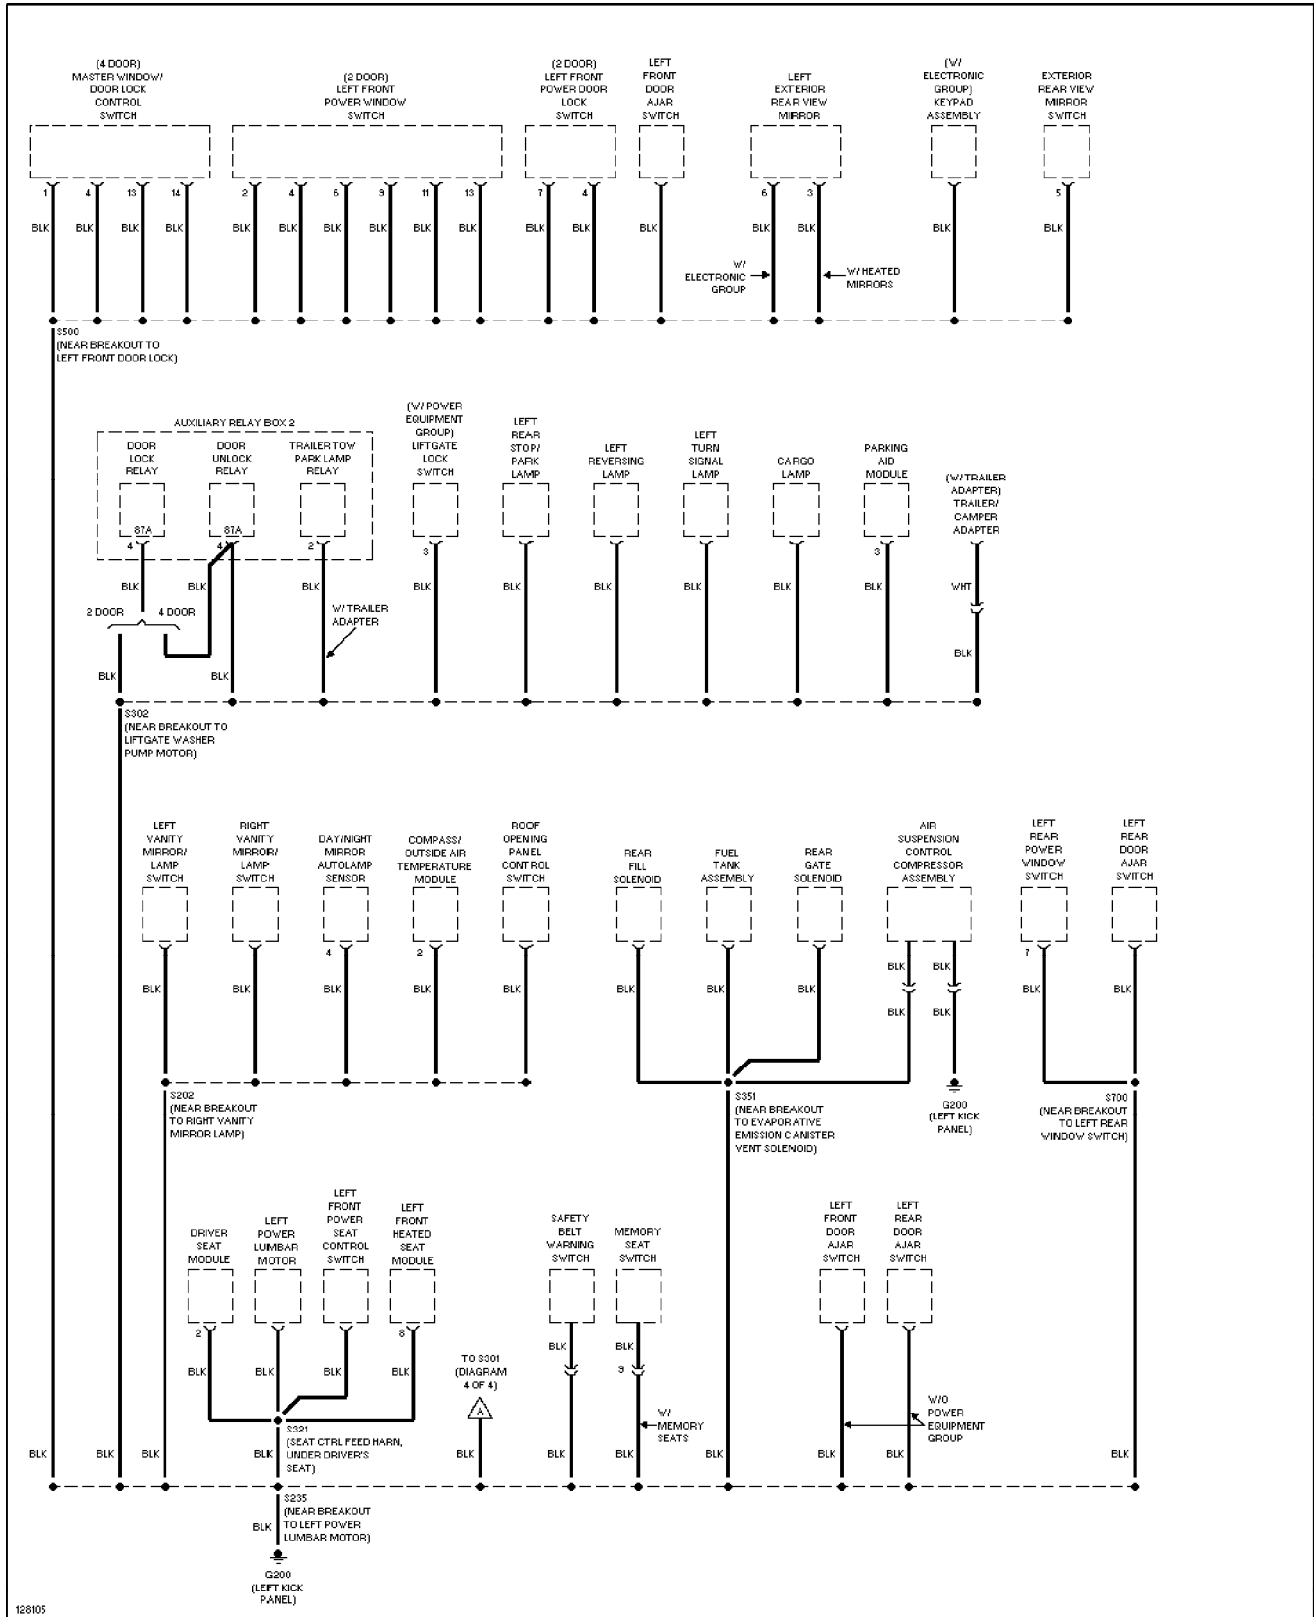 (4 DOOR)
MASTER WINDOW/
DOOR LOCK
CONTROL
SWITCH
(2 DOOR)
LEFT FRONT
POWER WINDOW
SWITCH
(2 DOOR)
LEFT FRONT
POWER DOOR
LOCK
SWITCH
LEFT
FRONT
DOOR
AJAR
SWITCH
LEFT
EXTERIOR
REAR VIEW
MIRROR
(W/
ELECTRONIC
GROUP)
KEYPAD
ASSEMBLY
EXTERIOR
REAR VIEW
MIRROR
SWITCH
1 4 13 14 2 4 6 9 11 13 7 4 6 3 5
BLK BLK BLK BLK BLK BLK BLK BLK BLK BLK BLK BLK BLK BLK BLK BLK BLK
W/
ELECTRONIC
GROUP
W/ HEATED
MIRRORS
S500
(NEAR BREAKOUT TO
LEFT FRONT DOOR LOCK)
AUXILIARY RELAY BOX 2
DOOR
LOCK
RELAY
DOOR
UNLOCK
RELAY
TRAILER TOW
PARK LAMP
RELAY
(W/ POWER
EQUIPMENT
GROUP)
LIFTGATE
LOCK
SWITCH
LEFT
REAR
STOP/
PARK
LAMP
LEFT
REVERSING
LAMP
LEFT
TURN
SIGNAL
LAMP
CARGO
LAMP
PARKING
AID
MODULE
(W/ TRAILER
ADAPTER)
TRAILER/
CAMPER
ADAPTER
87A 87A
4 4 2 3 3
BLK BLK BLK BLK BLK BLK BLK BLK BLK WHT
2 DOOR 4 DOOR
W/ TRAILER
ADAPTER
BLK BLK BLK
S302
(NEAR BREAKOUT TO
LIFTGATE WASHER
PUMP MOTOR)
LEFT
VANITY
MIRROR/
LAMP
SWITCH
RIGHT
VANITY
MIRROR/
LAMP
SWITCH
DAY/NIGHT
MIRROR
AUTOLAMP
SENSOR
COMPASS/
OUTSIDE AIR
TEMPERATURE
MODULE
ROOF
OPENING
PANEL
CONTROL
SWITCH
REAR
FILL
SOLENOID
FUEL
TANK
ASSEMBLY
REAR
GATE
SOLENOID
AIR
SUSPENSION
CONTROL
COMPRESSOR
ASSEMBLY
LEFT
REAR
POWER
WINDOW
SWITCH
LEFT
REAR
DOOR
AJAR
SWITCH
4 2 7
BLK BLK
BLK BLK BLK BLK BLK BLK BLK BLK BLK BLK
BLK BLK
S202
(NEAR BREAKOUT
TO RIGHT VANITY
MIRROR LAMP)
S351
(NEAR BREAKOUT
TO EVAPORATIVE
EMISSION CANISTER
VENT SOLENOID)
G200
(LEFT KICK
PANEL)
S700
(NEAR BREAKOUT
TO LEFT REAR
WINDOW SWITCH)
DRIVER
SEAT
MODULE
LEFT
POWER
LUMBAR
MOTOR
LEFT
FRONT
POWER
SEAT
CONTROL
SWITCH
LEFT
FRONT
HEATED
SEAT
MODULE
SAFETY
BELT
WARNING
SWITCH
MEMORY
SEAT
SWITCH
LEFT
FRONT
DOOR
AJAR
SWITCH
LEFT
REAR
DOOR
AJAR
SWITCH
2 8
BLK BLK
BLK BLK BLK BLK
9
TO S301
(DIAGRAM
4 OF 4)
A
W/
MEMORY
SEATS
W/O
POWER
EQUIPMENT
GROUP
S321
(SEAT CTRL FEED HARN,
UNDER DRIVER'S
SEAT)
BLK BLK BLK BLK BLK BLK BLK BLK BLK BLK BLK
S235
(NEAR BREAKOUT
TO LEFT POWER
LUMBAR MOTOR)
BLK
G200
(LEFT KICK
PANEL)
128105